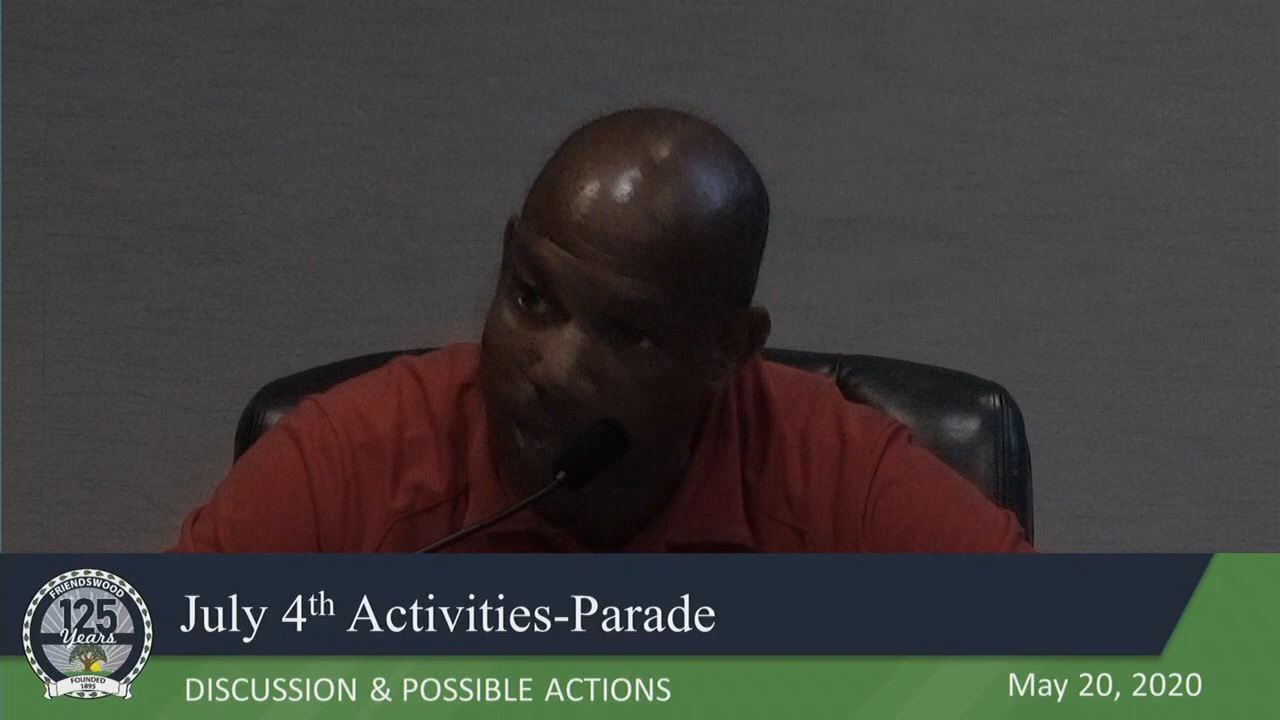 FRIENDSWOOD
125
Years
FOUNDED
1895
July 4th Activities-Parade
DISCUSSION & POSSIBLE ACTIONS
May 20, 2020